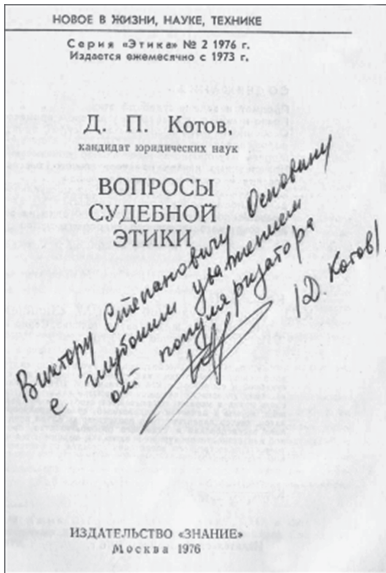 НОВОЕ В ЖИЗНИ, НАУКЕ, ТЕХНИКЕ
Серия «Этика» № 2 1976 г.
Издается ежемесячно с 1973 г.
Д. П. Котов,
кандидат юридических наук
ВОПРОСЫ
СУДЕБНОЙ
ЭТИКИ
Виктору Степановичу Основину
с глубоким уважением
от популяризатора
/Д. Котов/
ИЗДАТЕЛЬСТВО «ЗНАНИЕ»
Москва 1976